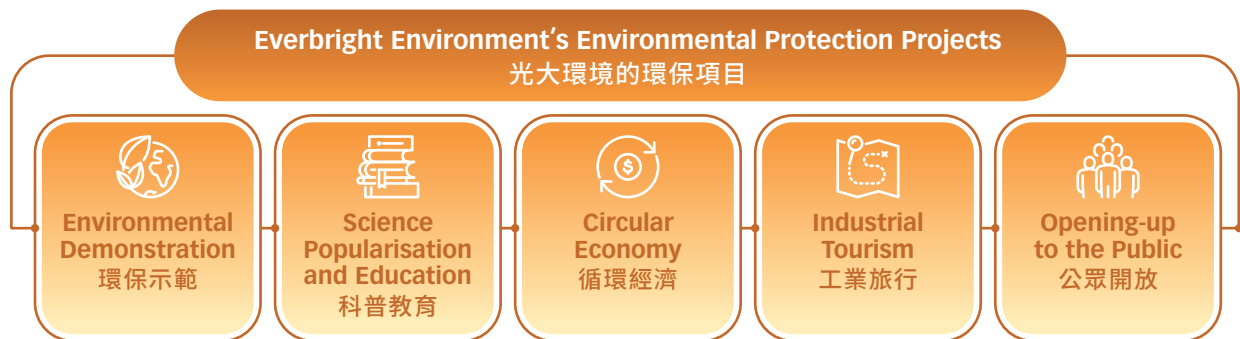 Everbright Environment's Environmental Protection Projects
光大環境的環保項目
Environmental
Demonstration
環保示範
Science
Popularisation
and Education
科普教育
$
Circular
Economy
循環經濟
Industrial
Tourism
工業旅行
Opening-up
to the Public
公眾開放